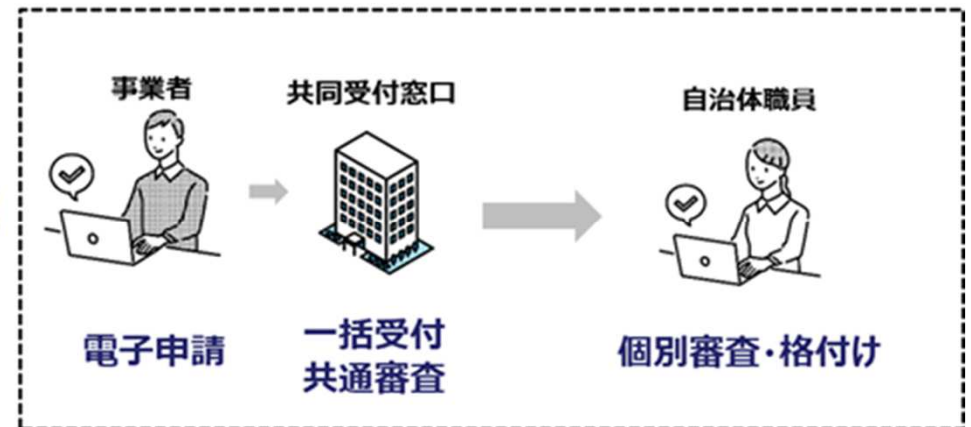 事業者
共同受付窓口
自治体職員
電子申請
一括受付
共通審査
個別審査・格付け